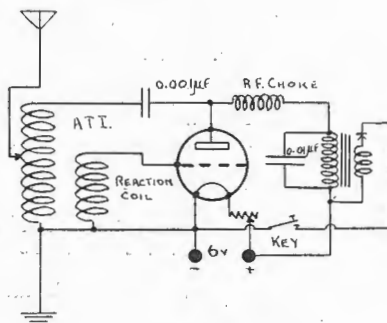 0.001µF
R.F. CHOKE
A T I.
0.01µF
REACTION
COIL
6v
KEY
- +